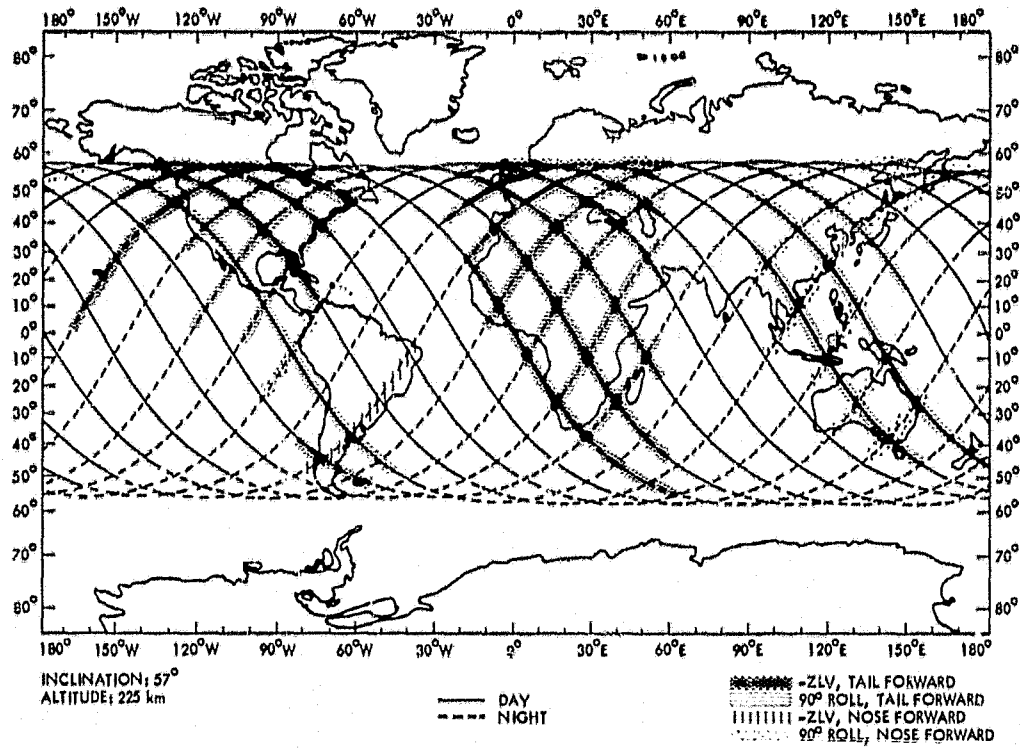 180° 150°W 120°W 90°W 60°W 30°W 0° 30°E 60°E 90°E 120°E 150°E 180°
80° 80°
70° 70°
60° 60°
50° 50°
40° 40°
30° 30°
20° 20°
10° 10°
0° 0°
10° 10°
20° 20°
30° 30°
40° 40°
50° 50°
60° 60°
70° 70°
80° 80°
180° 150°W 120°W 90°W 60°W 30°W 0° 30°E 60°E 90°E 120°E 150°E 180°
INCLINATION: 57°
ALTITUDE: 225 km
DAY
NIGHT
-ZLV, TAIL FORWARD
90° ROLL, TAIL FORWARD
-ZLV, NOSE FORWARD
90° ROLL, NOSE FORWARD